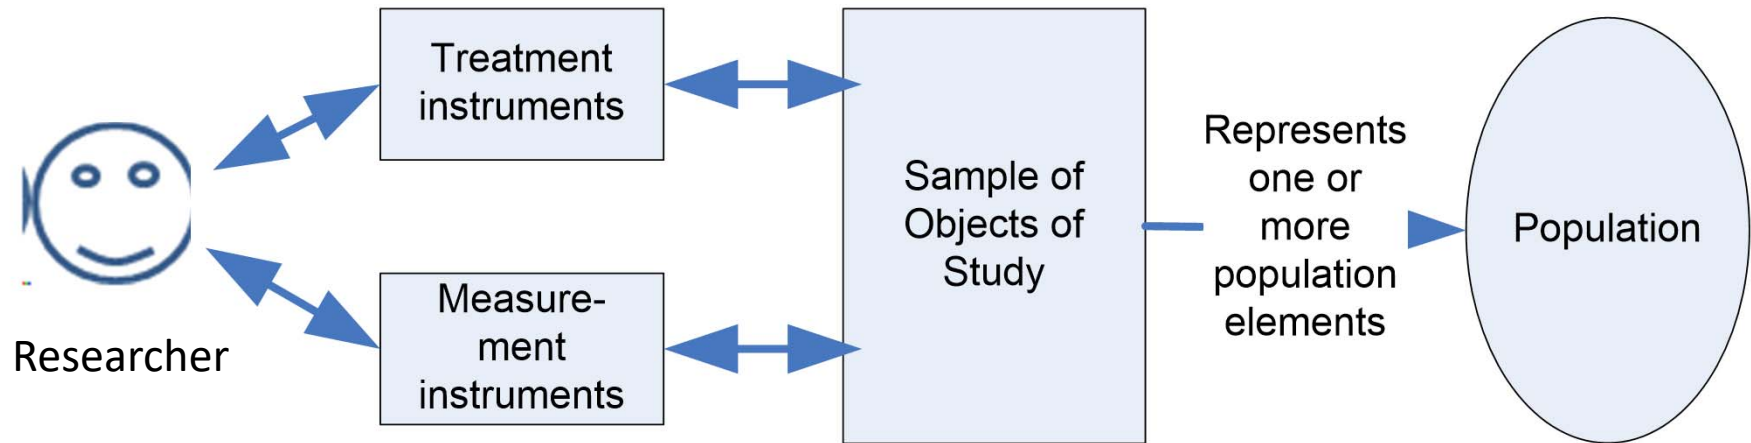 Researcher
Treatment
instruments
Measure-
ment
instruments
Sample of
Objects of
Study
Represents
one or
more
population
elements
Population